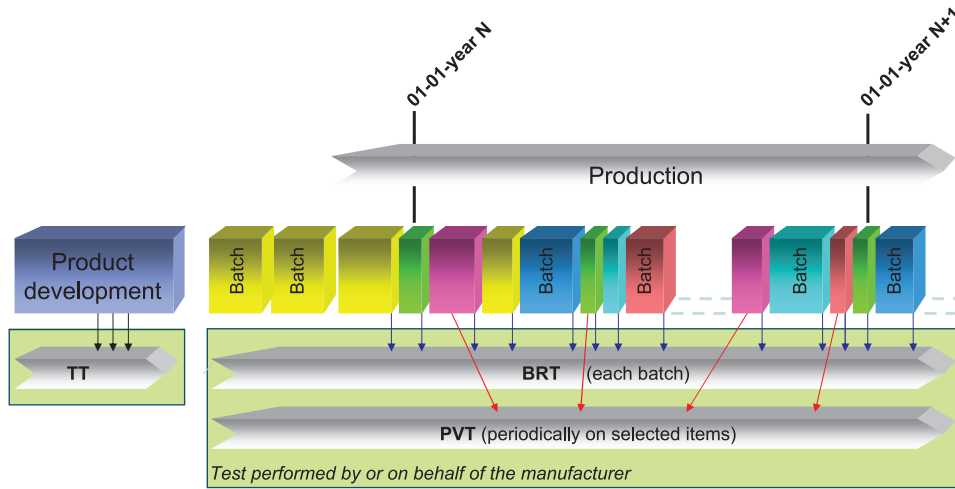 01-01-year N
01-01-year N+1
Production
Product
development
Batch
Batch
Batch
Batch
Batch
Batch
TT
BRT (each batch)
PVT (periodically on selected items)
Test performed by or on behalf of the manufacturer